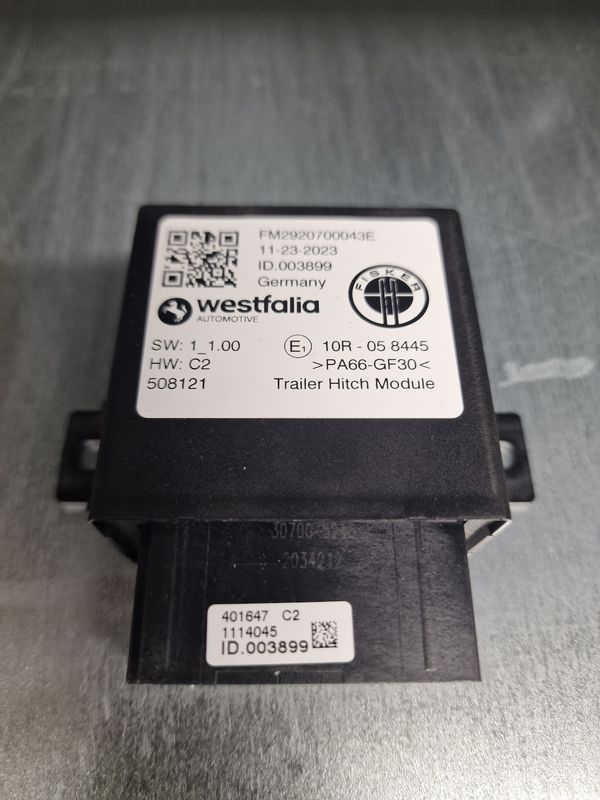 FM2920700043E
11-23-2023
ID.003899
Germany
westfalia
AUTOMOTIVE
FISKER
SW: 1_1.00
HW: C2
508121
E1 10R - 05 8445
>PA66-GF30<
Trailer Hitch Module
2034212
401647 C2
1114045
ID.003899